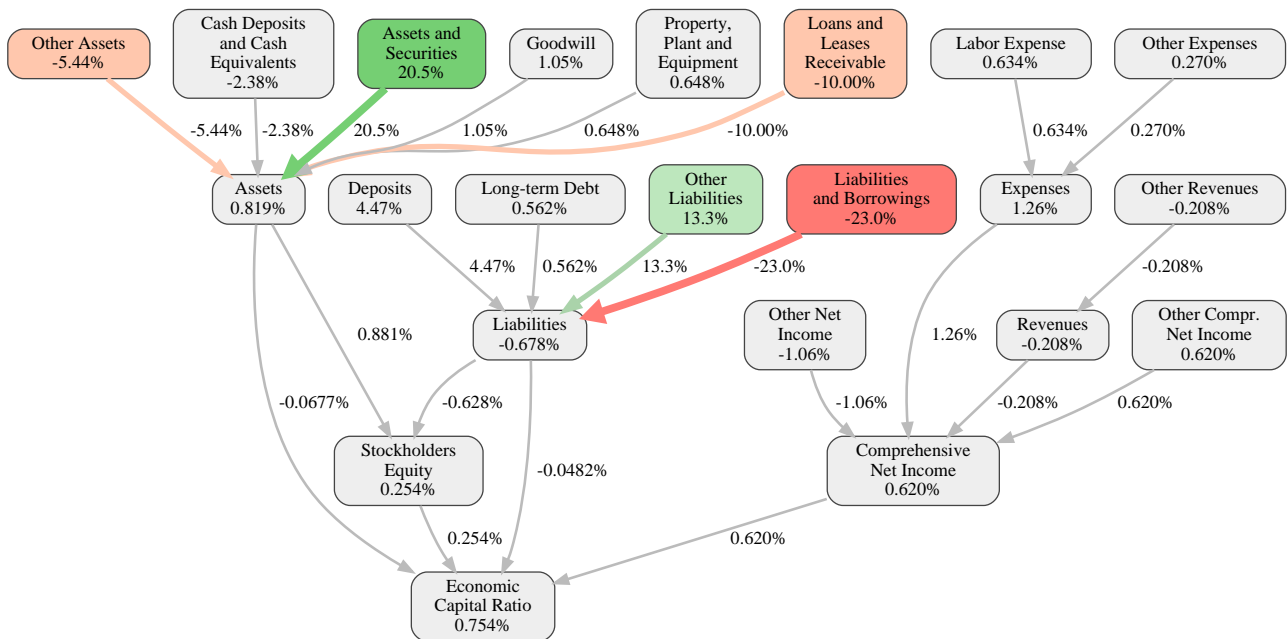 Other Assets
-5.44%
Cash Deposits
and Cash
Equivalents
-2.38%
Assets and
Securities
20.5%
Goodwill
1.05%
Property,
Plant and
Equipment
0.648%
Loans and
Leases
Receivable
-10.00%
Labor Expense
0.634%
Other Expenses
0.270%
-5.44%
-2.38%
20.5%
1.05%
0.648%
-10.00%
0.634%
0.270%
Assets
0.819%
Deposits
4.47%
Long-term Debt
0.562%
Other
Liabilities
13.3%
Liabilities
and Borrowings
-23.0%
Expenses
1.26%
Other Revenues
-0.208%
4.47%
0.562%
13.3%
-23.0%
-0.208%
0.881%
Liabilities
-0.678%
Other Net
Income
-1.06%
1.26%
Revenues
-0.208%
Other Compr.
Net Income
0.620%
-0.0677%
-0.628%
-1.06%
-0.208%
0.620%
Stockholders
Equity
0.254%
-0.0482%
Comprehensive
Net Income
0.620%
0.254%
0.620%
Economic
Capital Ratio
0.754%